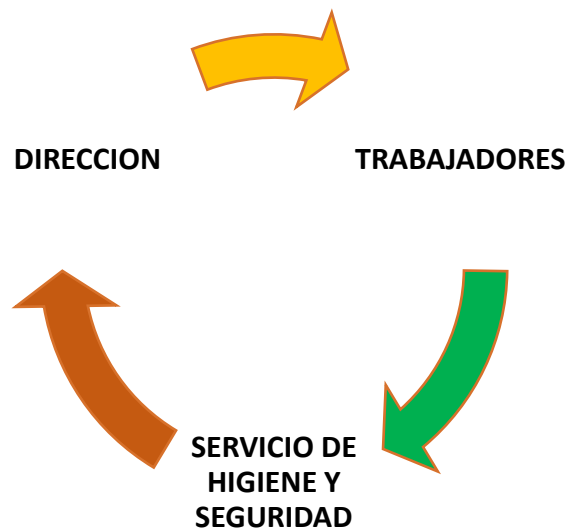 DIRECCION
TRABAJADORES
SERVICIO DE
HIGIENE Y
SEGURIDAD